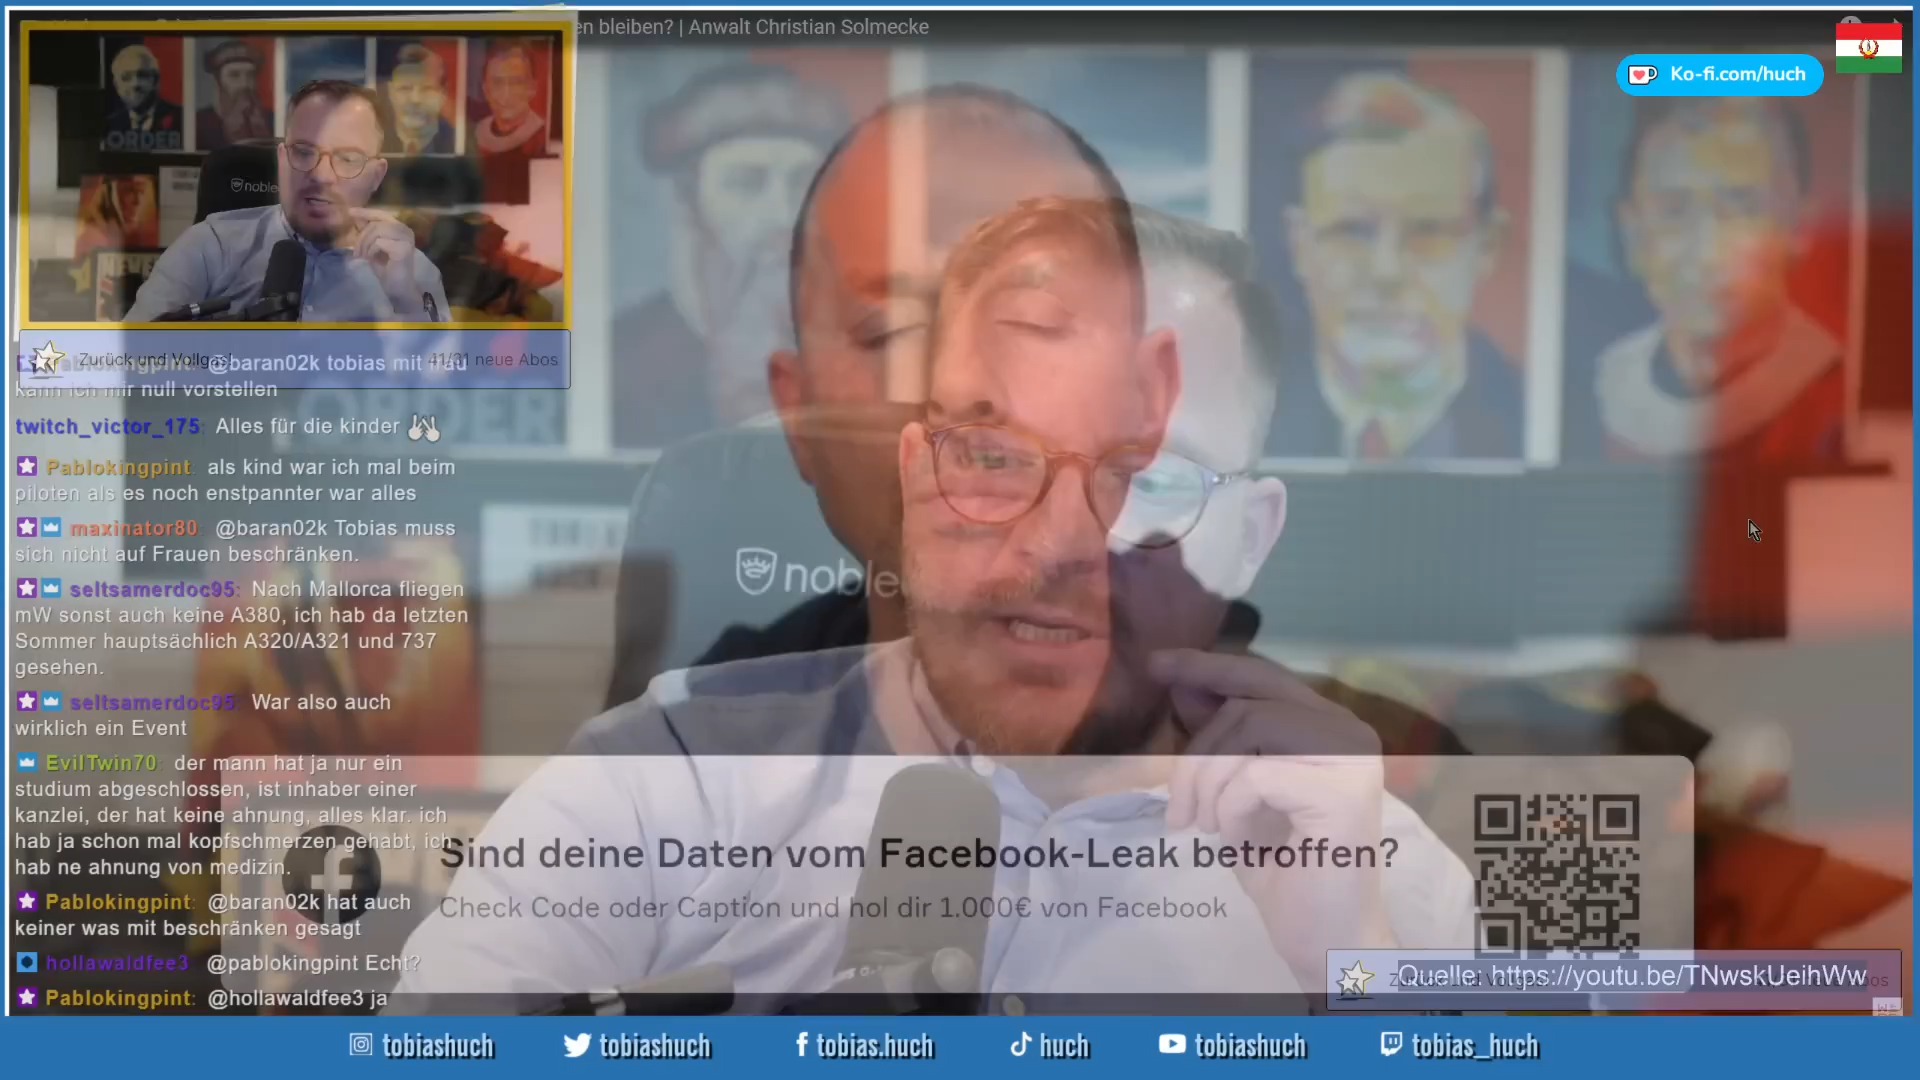 en bleiben? | Anwalt Christian Solmecke
Ko-fi.com/huch
ORDER
noble
NEVE
Zurück und Vollgas!
41/31 neue Abos
Pablokingpint: @baran02k tobias mit frau
kann ich mir null vorstellen
twitch_victor_175: Alles für die kinder
Pablokingpint: als kind war ich mal beim
piloten als es noch enstpannter war alles
maxinator80: @baran02k Tobias muss
sich nicht auf Frauen beschränken.
seltsamerdoc95: Nach Mallorca fliegen
mW sonst auch keine A380, ich hab da letzten
Sommer hauptsächlich A320/A321 und 737
gesehen.
seltsamerdoc95: War also auch
wirklich ein Event
EvilTwin70: der mann hat ja nur ein
studium abgeschlossen, ist inhaber einer
kanzlei, der hat keine ahnung, alles klar. ich
hab ja schon mal kopfschmerzen gehabt, ich
hab ne ahnung von medizin.
Pablokingpint: @baran02k hat auch
keiner was mit beschränken gesagt
hollawaldfee3: @pablokingpint Echt?
Pablokingpint: @hollawaldfee3 ja
ORDER
noble
Sind deine Daten vom Facebook-Leak betroffen?
Check Code oder Caption und hol dir 1.000€ von Facebook
Quelle: https://youtu.be/TNwskUeihWw
tobiashuch
tobiashuch
tobias.huch
huch
tobiashuch
tobias_huch